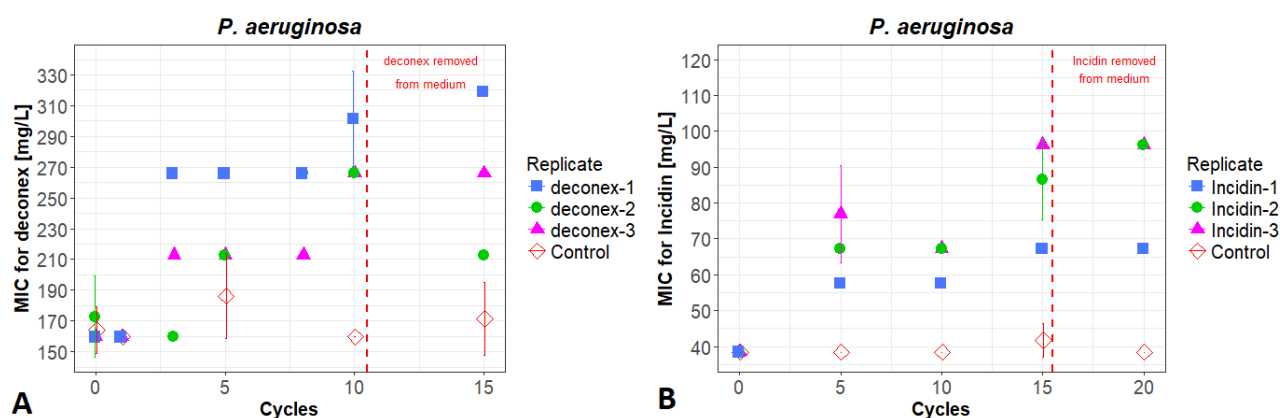 P. aeruginosa
MIC for deconex [mg/L]
330
310
290
270
250
230
210
190
170
150
deconex removed
from medium
0
5
10
15
Cycles
A
Replicate
deconex-1
deconex-2
deconex-3
Control
P. aeruginosa
MIC for Incidin [mg/L]
120
110
100
90
80
70
60
50
40
Incidin removed
from medium
0
5
10
15
20
Cycles
B
Replicate
Incidin-1
Incidin-2
Incidin-3
Control